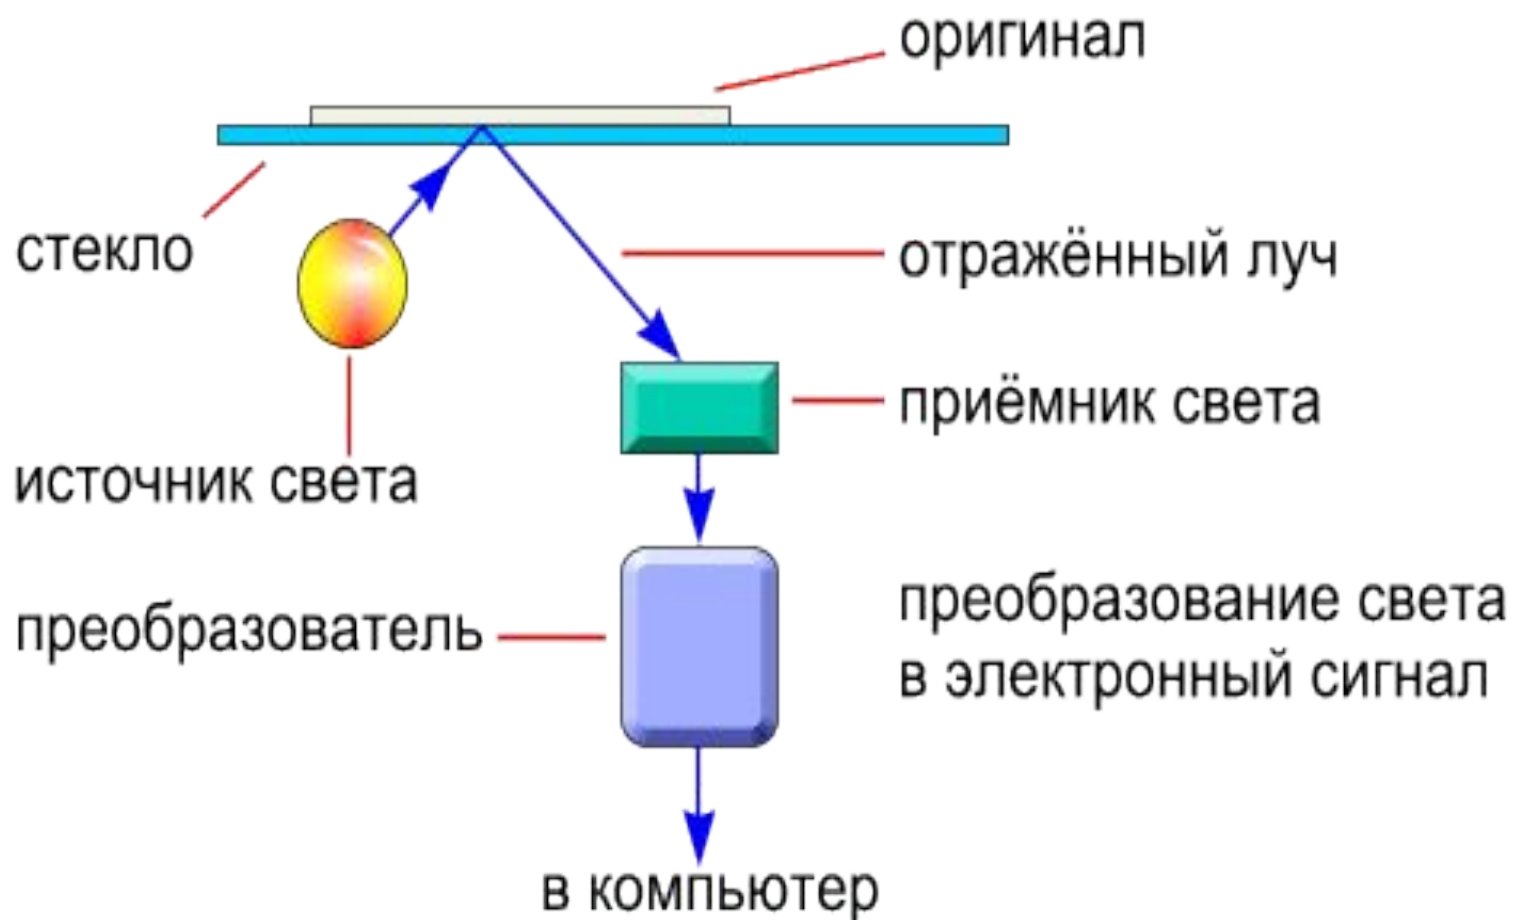 оригинал
стекло
отражённый луч
приёмник света
источник света
преобразователь
преобразование света
в электронный сигнал
в компьютер